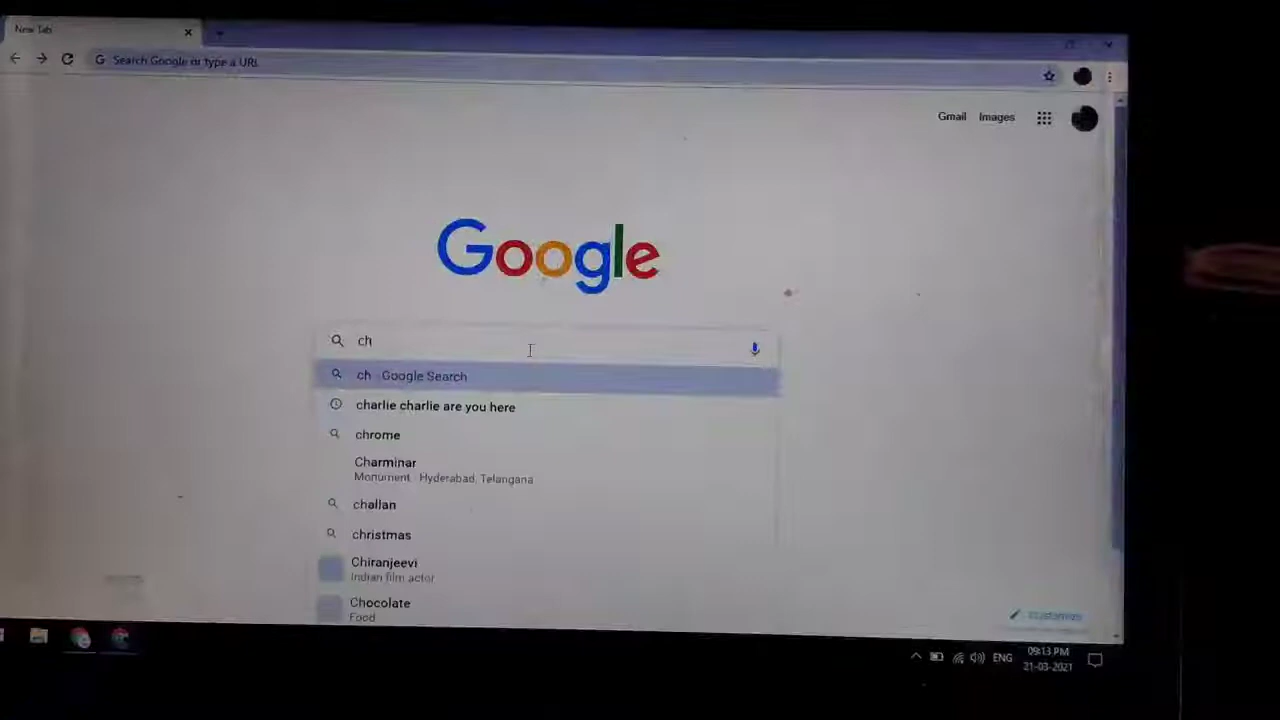 New Tab
Search Google or type a URL
Gmail Images
Google
ch
ch - Google Search
charlie charlie are you here
chrome
Charminar
Monument · Hyderabad, Telangana
challan
christmas
Chiranjeevi
Indian film actor
Chocolate
Food
Customize
ENG
09:13 PM
21-03-2021